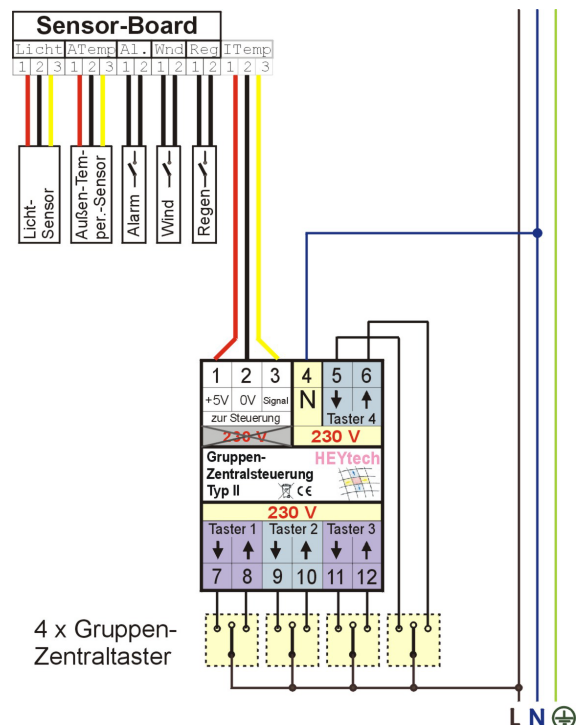 Sensor-Board
Licht ATemp Al. Wnd Reg ITemp
1 2 3 1 2 3 1 2 1 2 1 2 1 2 3
Licht-
Sensor
Außen-Tem-
per.-Sensor
Alarm
Wind
Regen
1 2 3 4 5 6
+5V 0V Signal N
zur Steuerung Taster 4
230 V 230 V
Gruppen-
Zentralsteuerung
Typ II
HEYtech
CE
230 V
Taster 1 Taster 2 Taster 3
7 8 9 10 11 12
4 x Gruppen-
Zentraltaster
L N